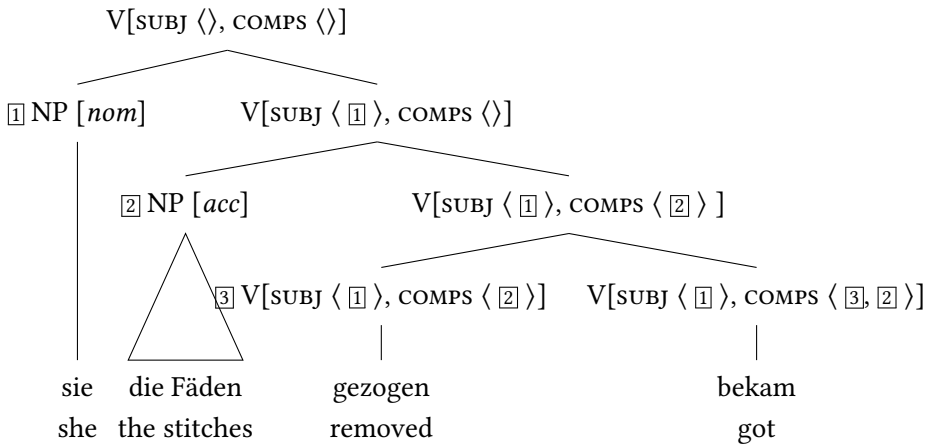 V[SUBJ ⟨⟩, COMPS ⟨⟩]
1 NP [nom] V[SUBJ ⟨ 1 ⟩, COMPS ⟨⟩]
2 NP [acc] V[SUBJ ⟨ 1 ⟩, COMPS ⟨ 2 ⟩ ]
3 V[SUBJ ⟨ 1 ⟩, COMPS ⟨ 2 ⟩] V[SUBJ ⟨ 1 ⟩, COMPS ⟨ 3, 2 ⟩]
sie die Fäden gezogen bekam
she the stitches removed got